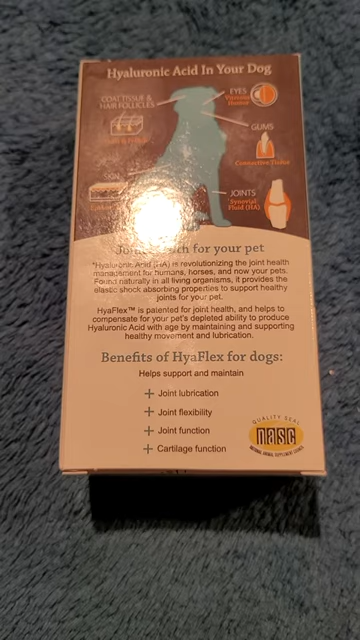 Hyaluronic Acid In Your Dog
COAT TISSUE &
HAIR FOLLICLES
EYES
Vitreous
Humor
GUMS
Connective Tissue
SKIN
JOINTS
Synovial
Fluid (HA)
for your pet
"Hyaluronic Acid (HA) is revolutionizing the joint health
management for humans, horses, and now your pets.
Found naturally in all living organisms, it provides the
elastic shock absorbing properties to support healthy
joints for your pet.
HyaFlex™ is patented for joint health, and helps to
compensate for your pet's depleted ability to produce
Hyaluronic Acid with age by maintaining and supporting
healthy movement and lubrication.
Benefits of HyaFlex for dogs:
Helps support and maintain
+ Joint lubrication
+ Joint flexibility
+ Joint function
+ Cartilage function
QUALITY SEAL
nasc
NATIONAL ANIMAL SUPPLEMENT COUNCIL